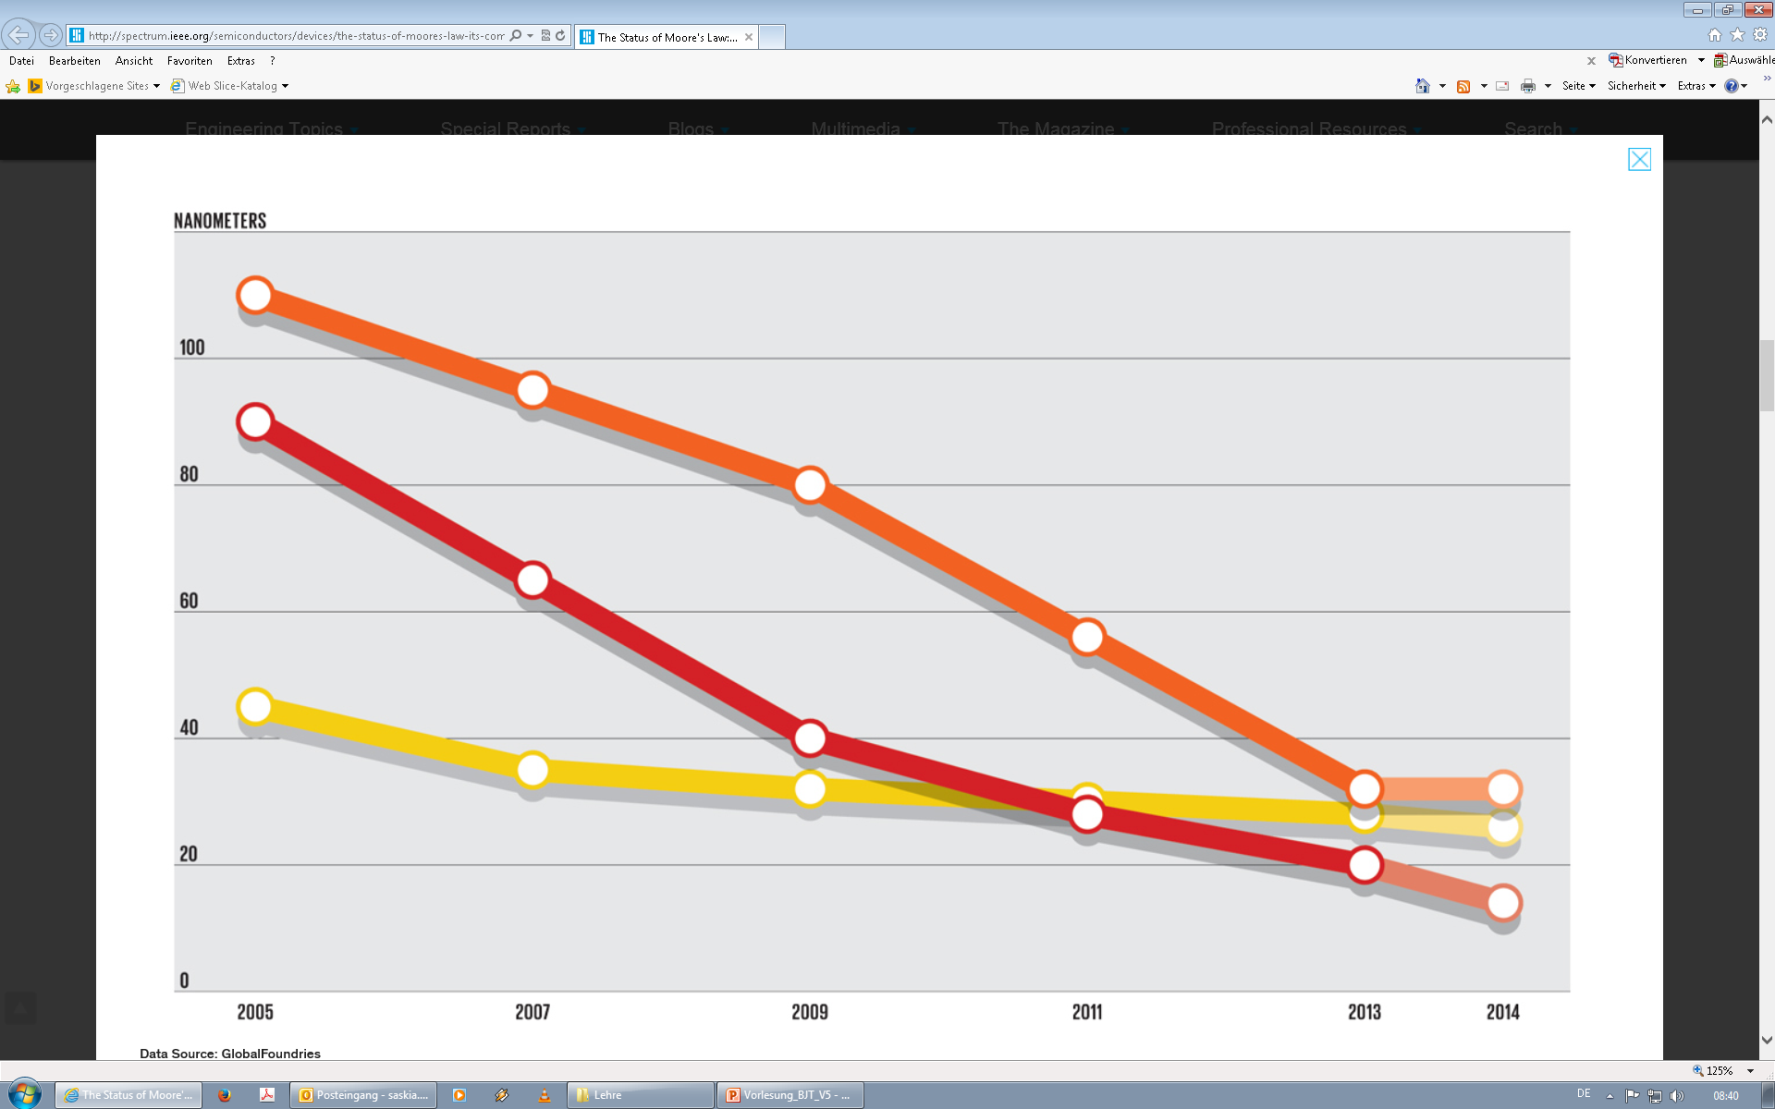 http://spectrum.ieee.org/semiconductors/devices/the-status-of-moores-law-its-com
The Status of Moore's Law:...
Datei Bearbeiten Ansicht Favoriten Extras ?
x Konvertieren Auswähle
Vorgeschlagene Sites Web Slice-Katalog
Seite Sicherheit Extras
Engineering Topics Special Reports Blogs Multimedia The Magazine Professional Resources Search
NANOMETERS
100
80
60
40
20
0
2005 2007 2009 2011 2013 2014
Data Source: GlobalFoundries
125%
The Status of Moore'... Posteingang - saskia.... Lehre Vorlesung_BJT_V5 - ... DE 08:40